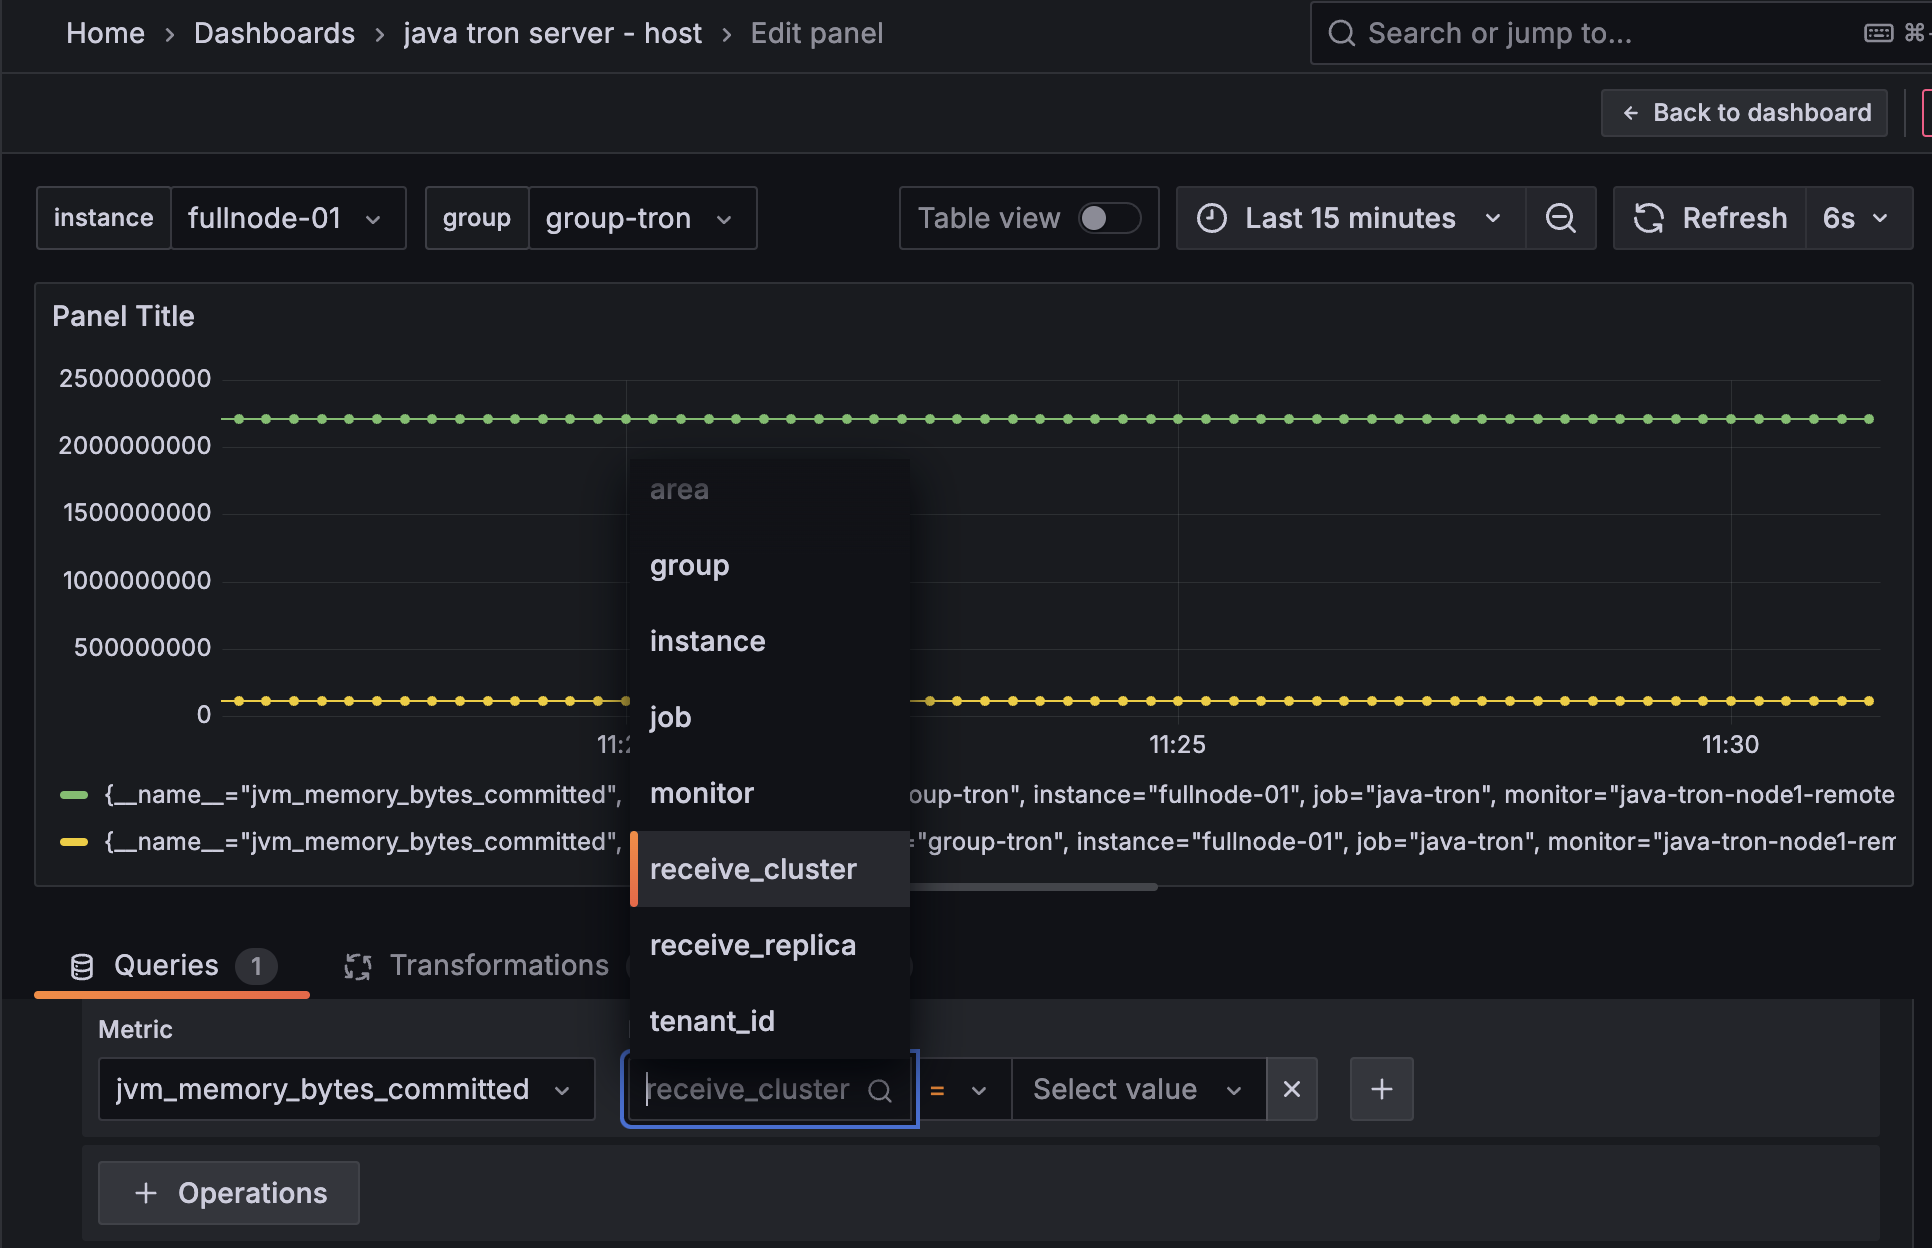 Home › Dashboards › java tron server - host › Edit panel
Search or jump to...
← Back to dashboard
instance fullnode-01 group group-tron Table view Last 15 minutes Refresh 6s
Panel Title
2500000000
2000000000
1500000000
1000000000
500000000
0
11:25 11:30
{__name__="jvm_memory_bytes_committed", oup-tron", instance="fullnode-01", job="java-tron", monitor="java-tron-node1-remote
{__name__="jvm_memory_bytes_committed", ="group-tron", instance="fullnode-01", job="java-tron", monitor="java-tron-node1-rem
area
group
instance
job
monitor
receive_cluster
receive_replica
tenant_id
Queries 1 Transformations
Metric
jvm_memory_bytes_committed receive_cluster = Select value × +
+ Operations